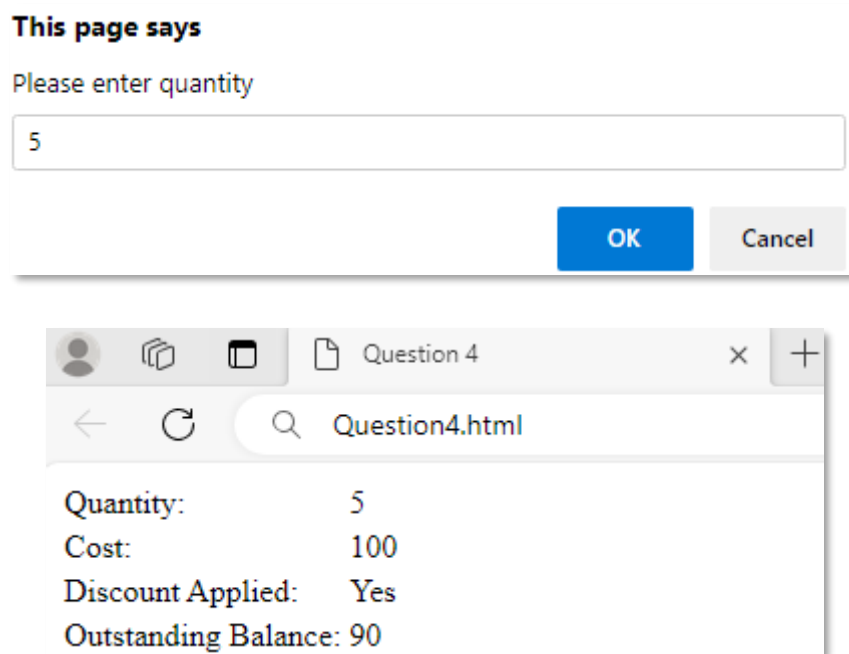 This page says
Please enter quantity
5
OK Cancel
Question 4
Question4.html
Quantity: 5
Cost: 100
Discount Applied: Yes
Outstanding Balance: 90